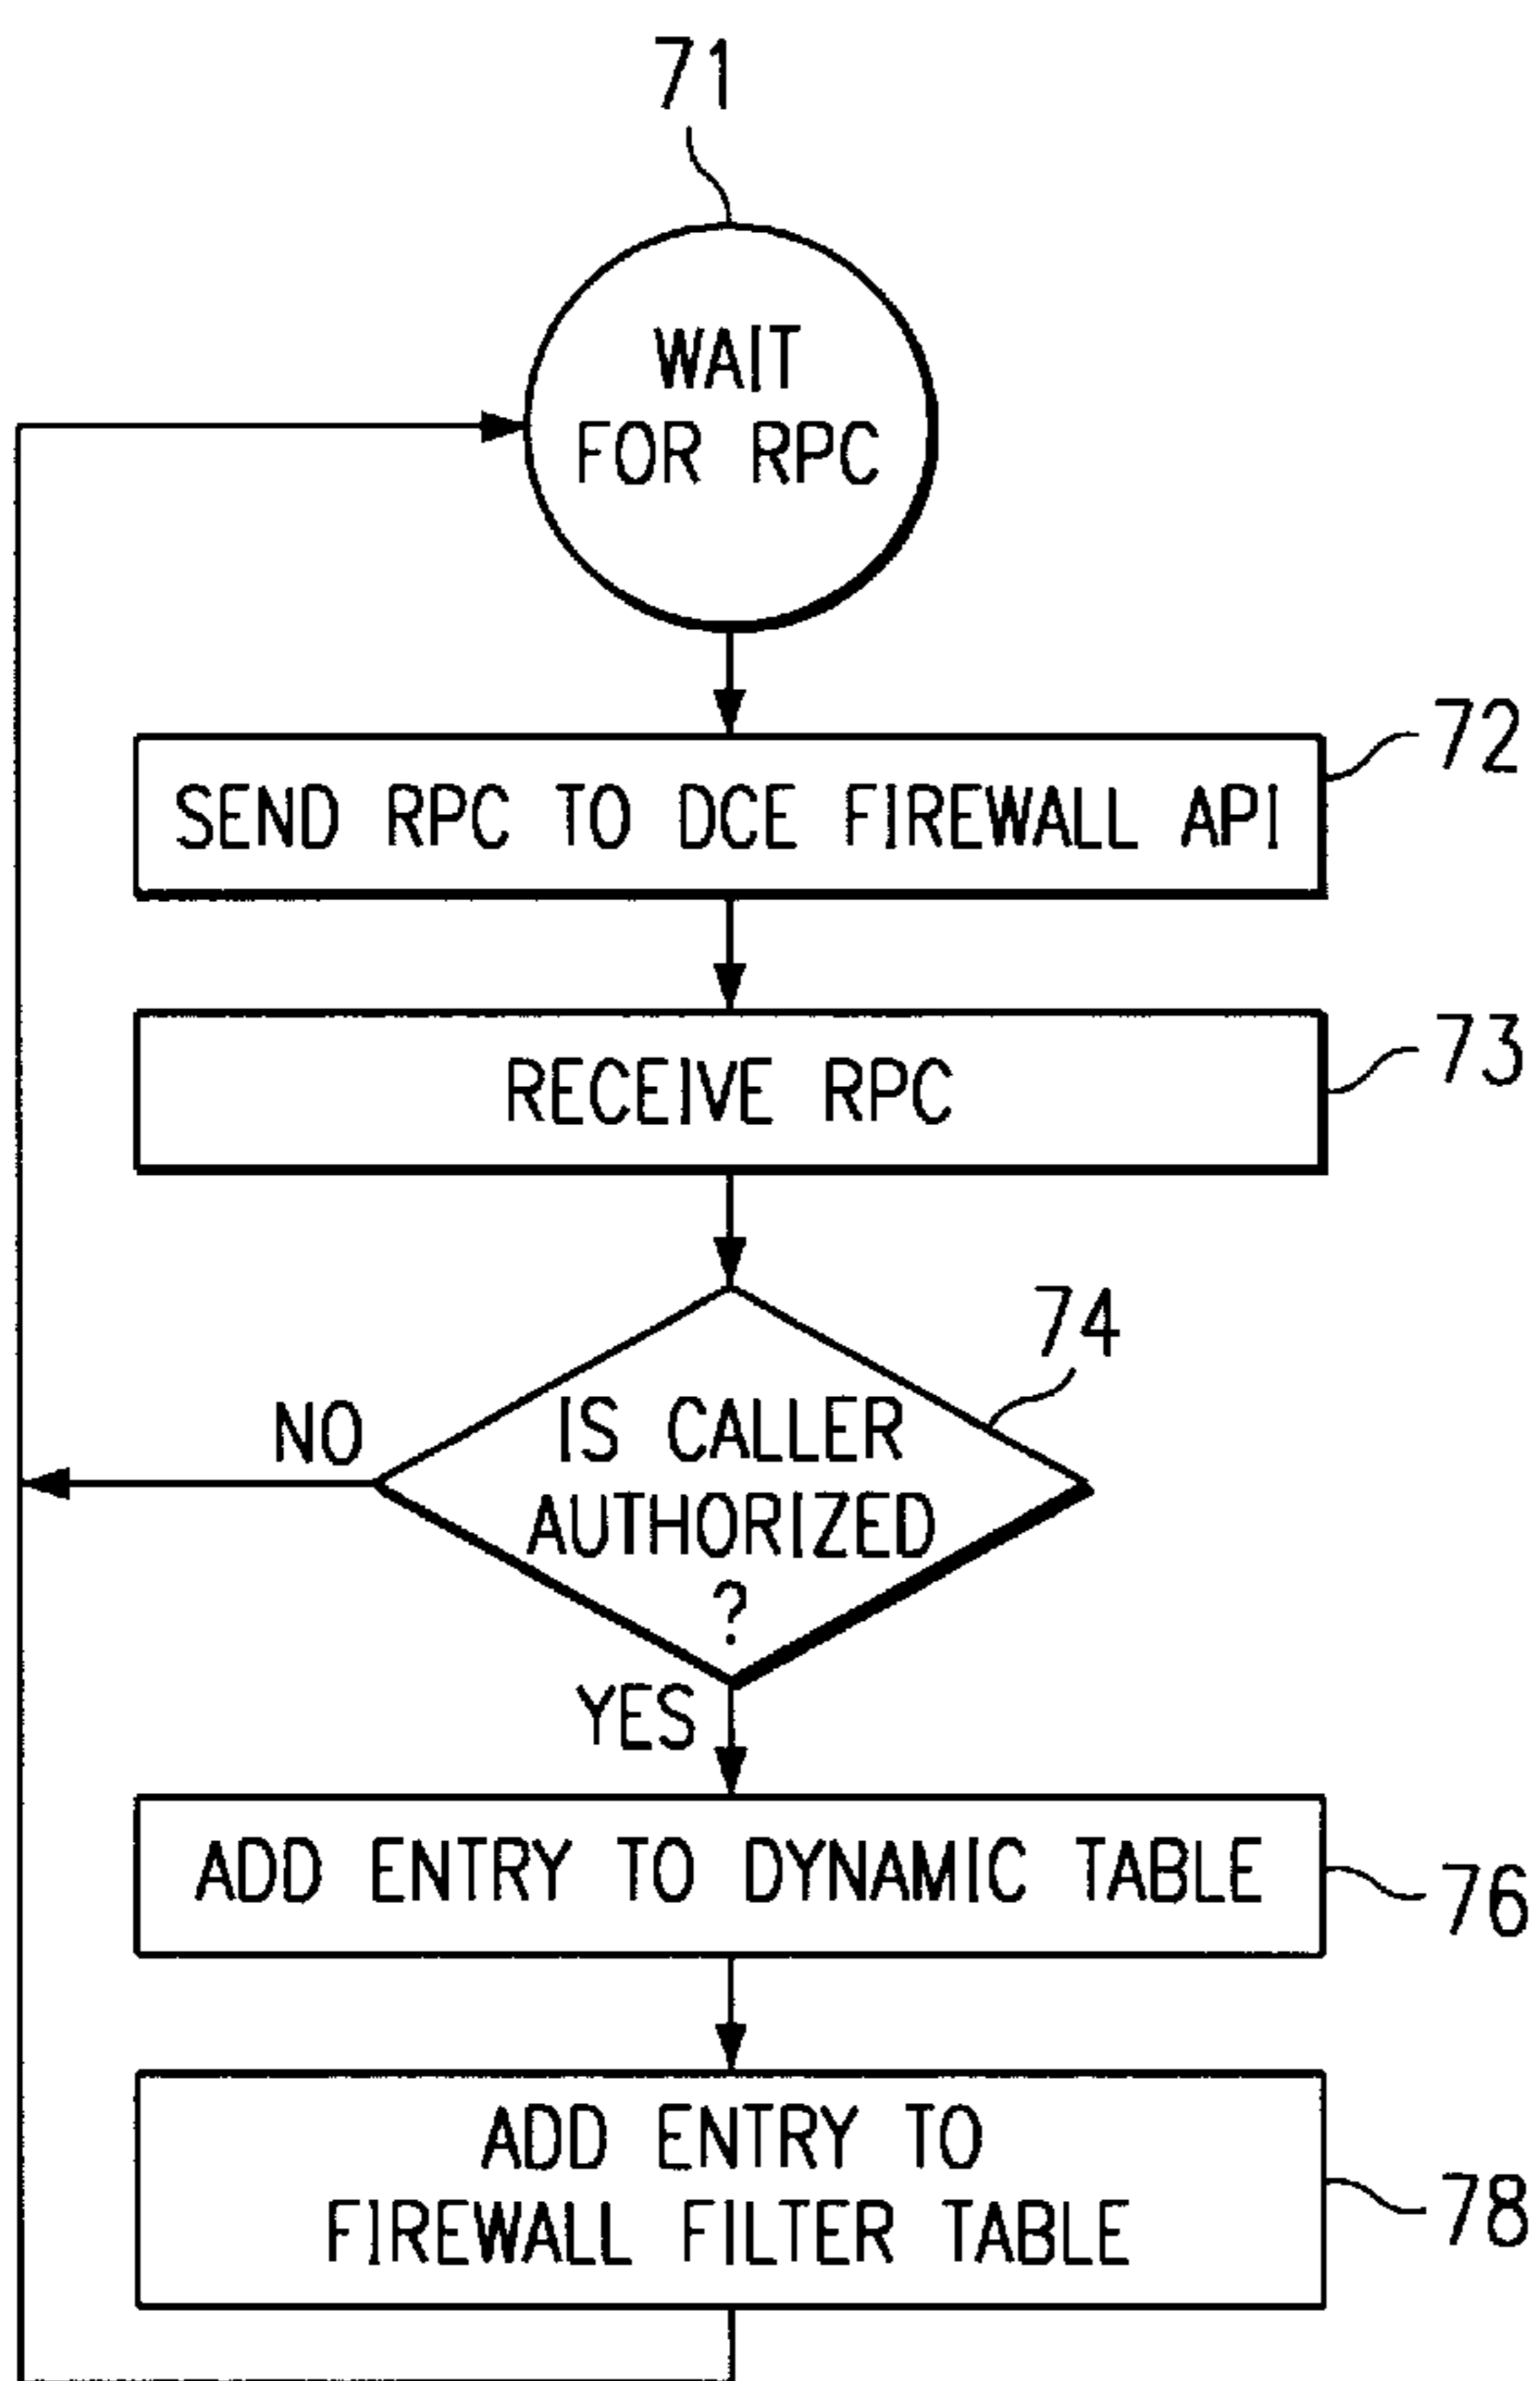 71
WAIT
FOR RPC
72
SEND RPC TO DCE FIREWALL API
73
RECEIVE RPC
74
NO
IS CALLER
AUTHORIZED
?
YES
ADD ENTRY TO DYNAMIC TABLE
76
ADD ENTRY TO
FIREWALL FILTER TABLE
78